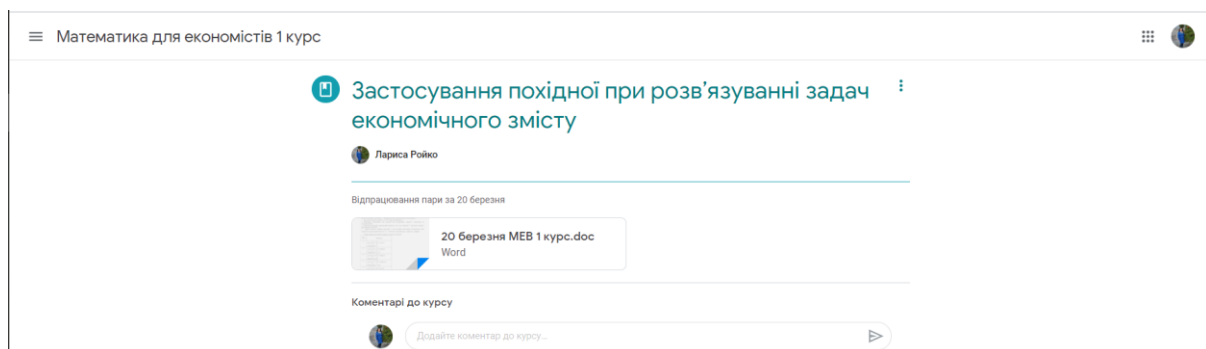 Математика для економістів 1 курс
Застосування похідної при розв’язуванні задач
економічного змісту
Лариса Ройко
Відпрацювання пари за 20 березня
20 березня МЕВ 1 курс.doc
Word
Коментарі до курсу
Додайте коментар до курсу...